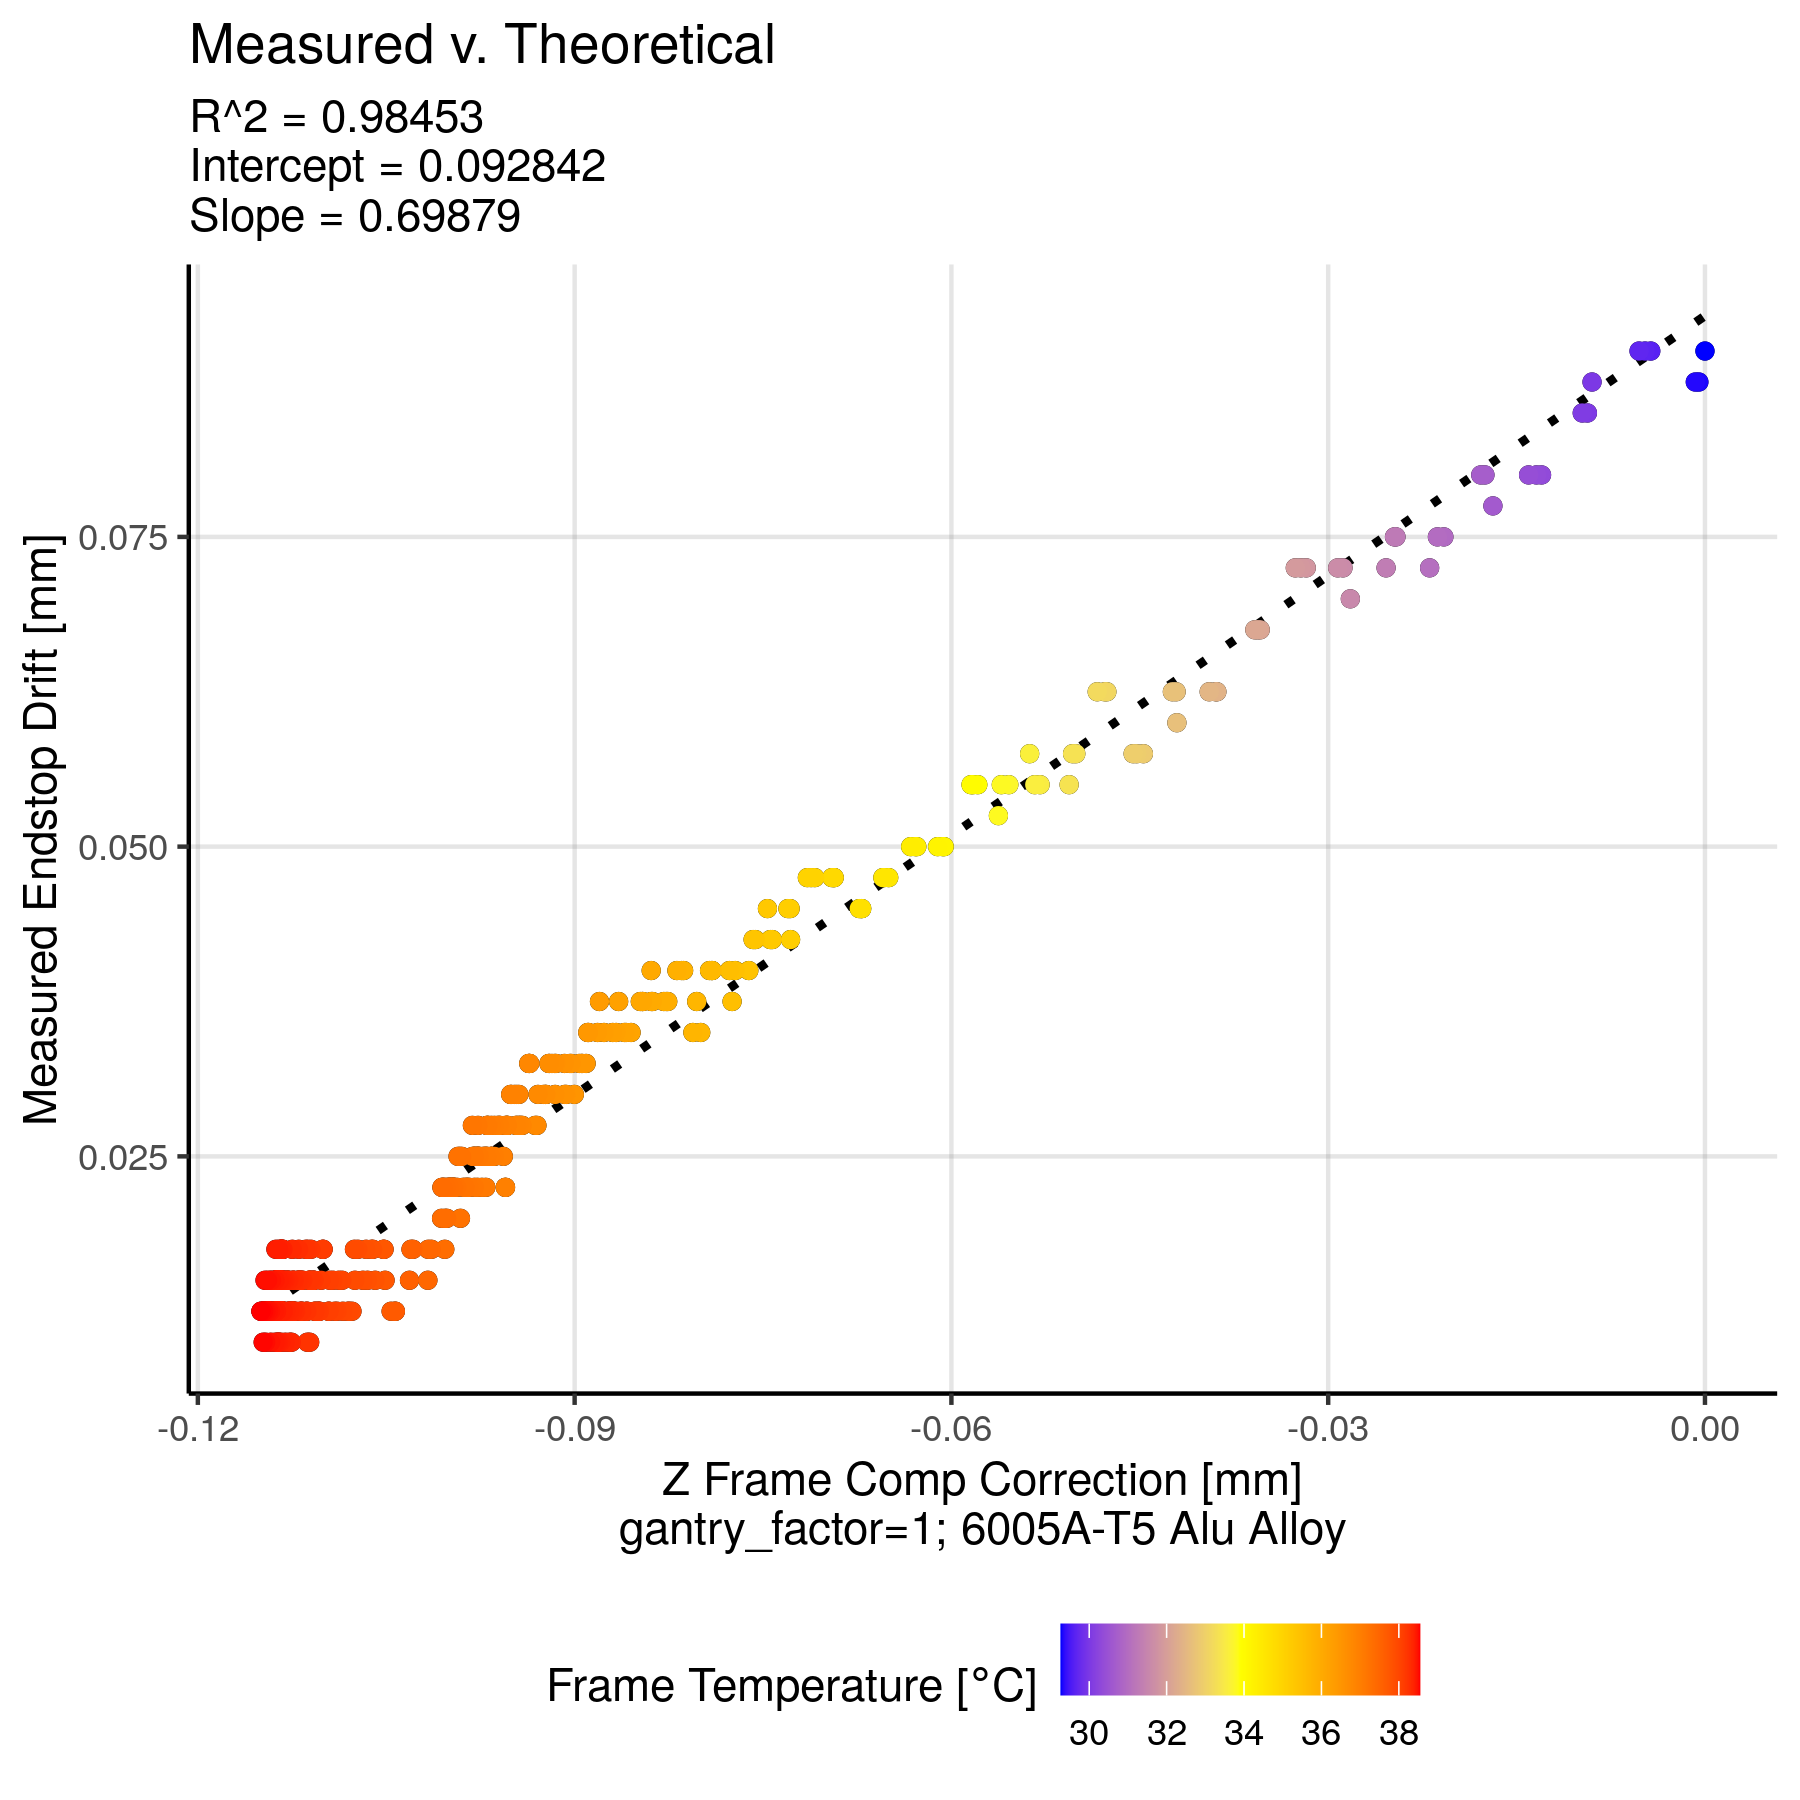 Measured v. Theoretical
R^2 = 0.98453
Intercept = 0.092842
Slope = 0.69879
Measured Endstop Drift [mm]
0.075
0.050
0.025
-0.12
-0.09
-0.06
-0.03
0.00
Z Frame Comp Correction [mm]
gantry_factor=1; 6005A-T5 Alu Alloy
Frame Temperature [°C]
30
32
34
36
38